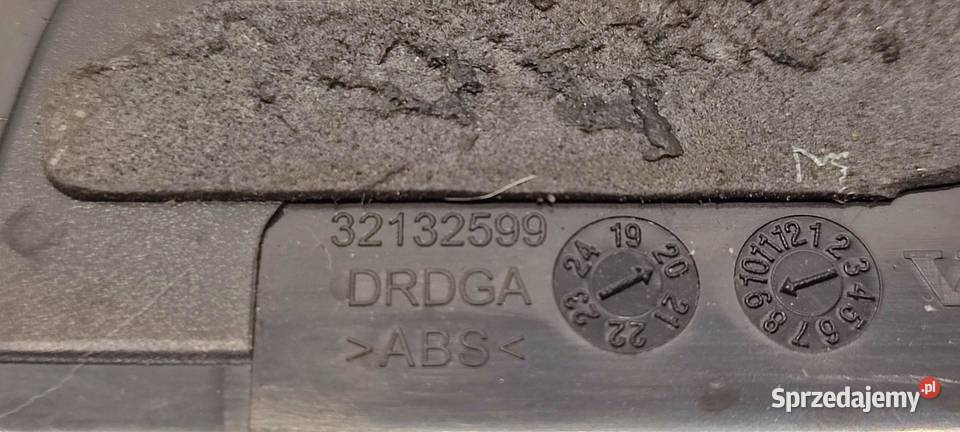 32132599
DRDGA
>ABS<
19 20 21 22 23 24
1 2 3 4 5 6 7 8 9 10 11 12
V
Sprzedajemy.pl